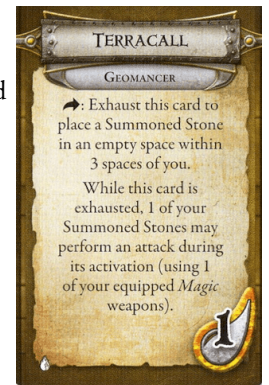 TERRACALL
GEOMANCER
d
: Exhaust this card to
place a Summoned Stone
in an empty space within
3 spaces of you.
While this card is
exhausted, 1 of your
Summoned Stones may
perform an attack during
its activation (using 1
of your equipped Magic
weapons).
1